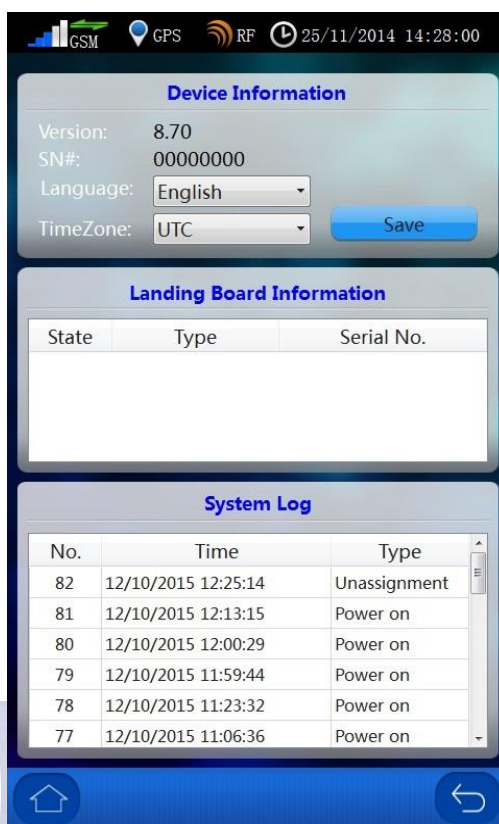 GSM GPS RF 25/11/2014 14:28:00
Device Information
Version: 8.70
SN#: 00000000
Language: English
TimeZone: UTC Save
Landing Board Information
State Type Serial No.
System Log
No. Time Type
82 12/10/2015 12:25:14 Unassignment
81 12/10/2015 12:13:15 Power on
80 12/10/2015 12:00:29 Power on
79 12/10/2015 11:59:44 Power on
78 12/10/2015 11:23:32 Power on
77 12/10/2015 11:06:36 Power on